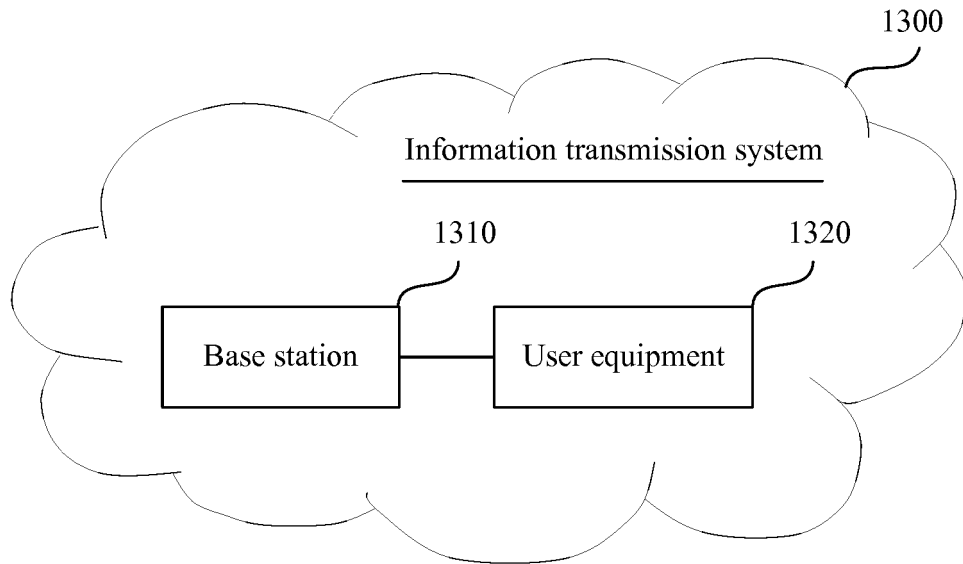 1300
Information transmission system
1310
1320
Base station
User equipment